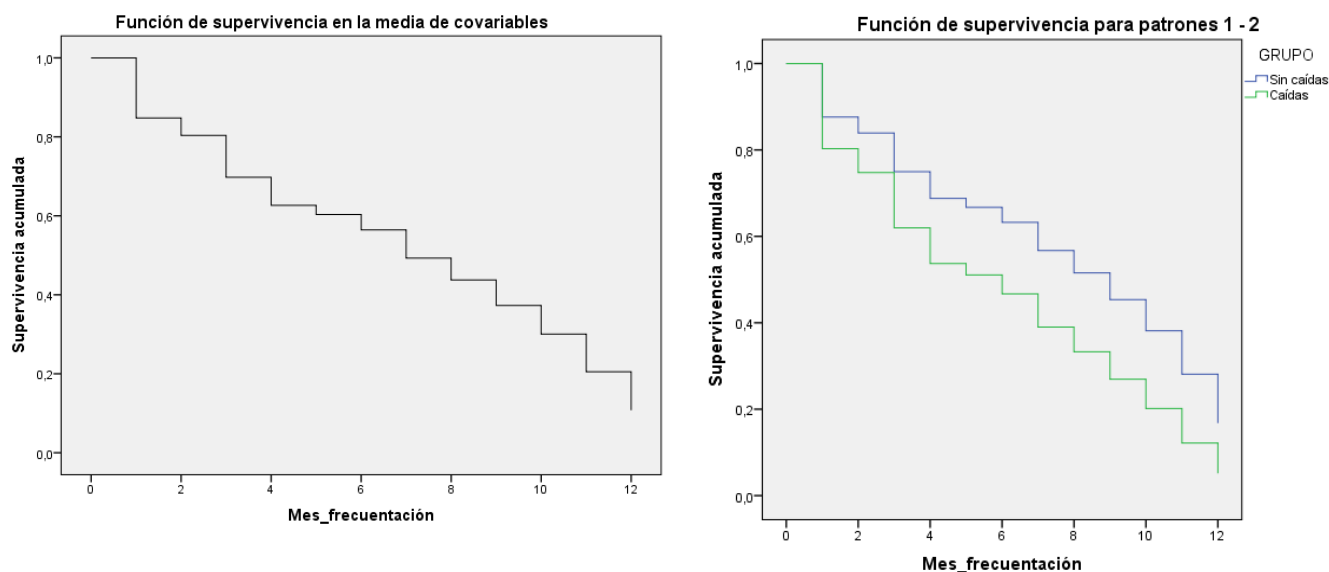 Función de supervivencia en la media de covariables
Supervivencia acumulada
1,0
0,8
0,6
0,4
0,2
0,0
0 2 4 6 8 10 12
Mes_frecuentación
Función de supervivencia para patrones 1 - 2
GRUPO
Sin caídas
Caídas
Supervivencia acumulada
1,0
0,8
0,6
0,4
0,2
0,0
0 2 4 6 8 10 12
Mes_frecuentación